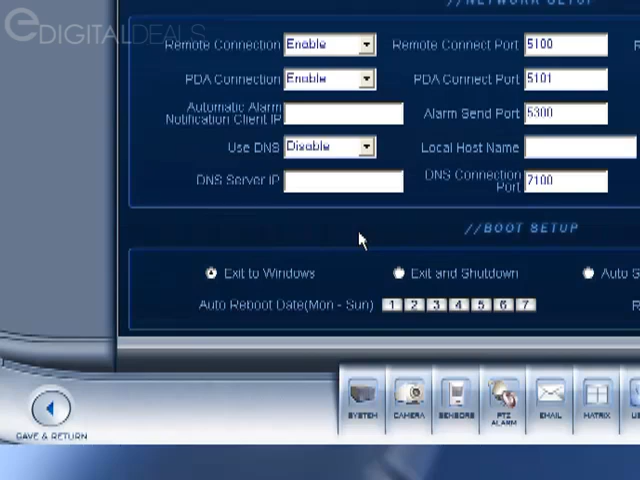 //NETWORK SETUP
eDIGITALDEALS
Remote Connection Enable Remote Connect Port 5100 R
PDA Connection Enable PDA Connect Port 5101
Automatic Alarm
Notification Client IP Alarm Send Port 5300
Use DNS Disable Local Host Name
DNS Server IP DNS Connection
Port 7100
//BOOT SETUP
Exit to Windows Exit and Shutdown Auto S
Auto Reboot Date(Mon - Sun) 1 2 3 4 5 6 7 R
SYSTEM CAMERA SENSORS PTZ
ALARM EMAIL MATRIX U
SAVE & RETURN